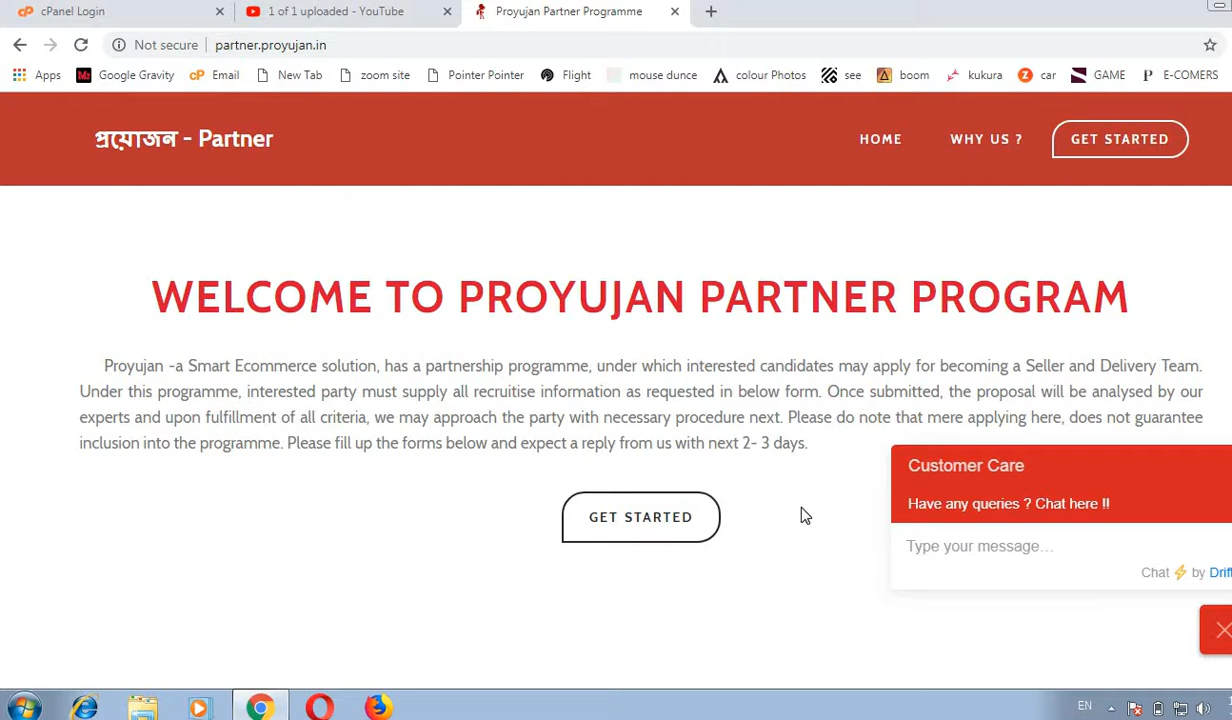 cPanel Login
1 of 1 uploaded - YouTube
Proyujan Partner Programme
Not secure
partner.proyujan.in
Apps
Google Gravity
Email
New Tab
zoom site
Pointer Pointer
Flight
mouse dunce
colour Photos
see
boom
kukura
car
GAME
E-COMERS
প্রয়োজন - Partner
HOME
WHY US ?
GET STARTED
WELCOME TO PROYUJAN PARTNER PROGRAM
Proyujan -a Smart Ecommerce solution, has a partnership programme, under which interested candidates may apply for becoming a Seller and Delivery Team.
Under this programme, interested party must supply all recruitise information as requested in below form. Once submitted, the proposal will be analysed by our
experts and upon fulfillment of all criteria, we may approach the party with necessary procedure next. Please do note that mere applying here, does not guarantee
inclusion into the programme. Please fill up the forms below and expect a reply from us with next 2- 3 days.
GET STARTED
Customer Care
Have any queries ? Chat here !!
Type your message...
Chat ⚡ by Drif
EN